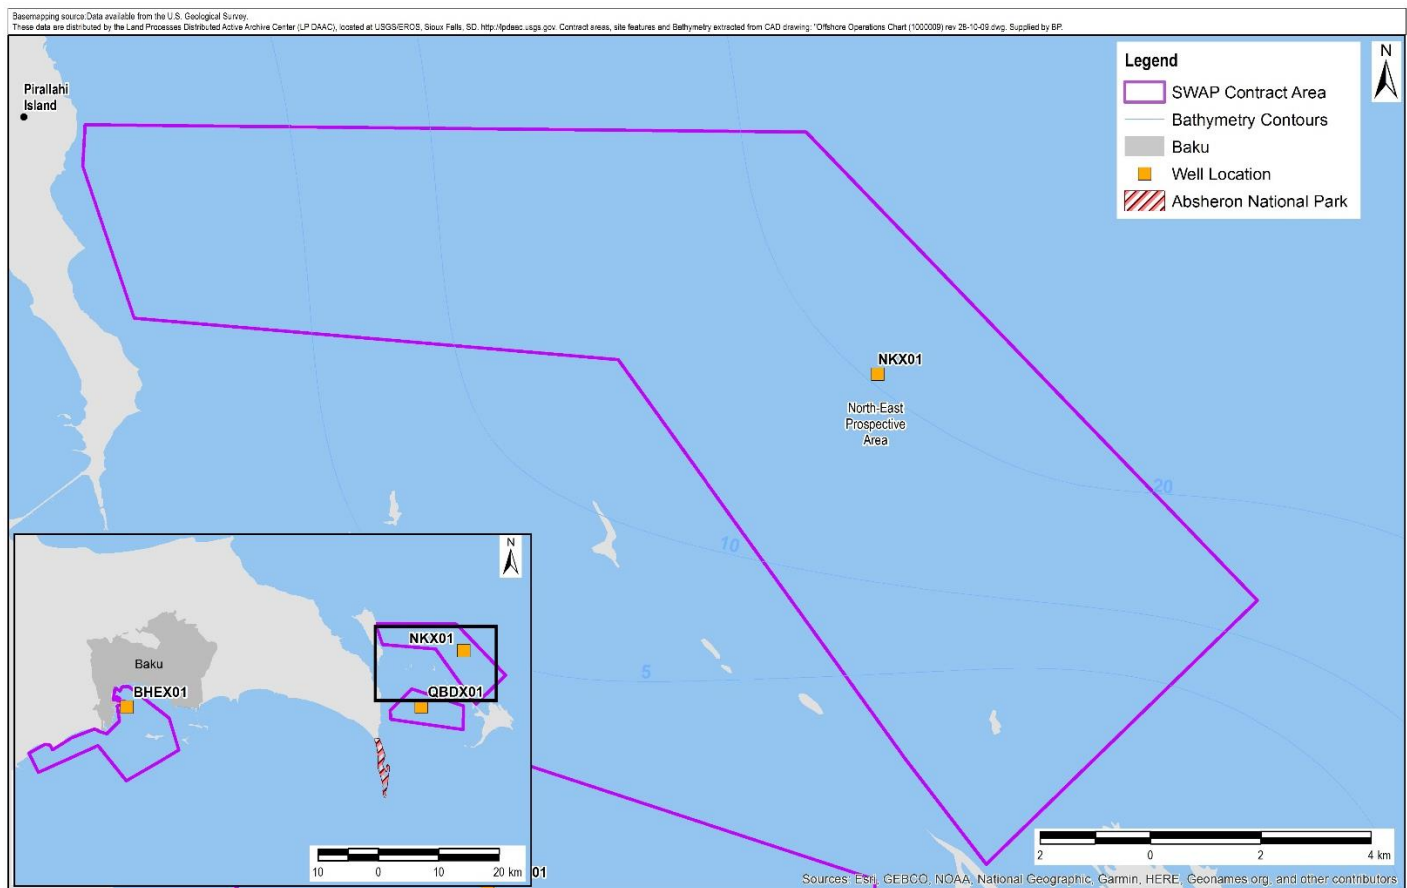 Basemapping source:Data available from the U.S. Geological Survey.
These data are distributed by the Land Processes Distributed Active Archive Center (LP DAAC), located at USGS/EROS, Sioux Falls, SD. http://lpdaac.usgs.gov. Contract areas, site features and Bathymetry extracted from CAD drawing: "Offshore Operations Chart (1000009) rev 28-10-09.dwg. Supplied by BP.
Pirallahi
Island
Legend
SWAP Contract Area
Bathymetry Contours
Baku
Well Location
Absheron National Park
N
NKX01
North-East
Prospective
Area
20
10
5
N
NKX01
Baku
BHEX01
QBDX01
10 0 10 20 km
01
2 0 2 4 km
Sources: Esri, GEBCO, NOAA, National Geographic, Garmin, HERE, Geonames.org, and other contributors